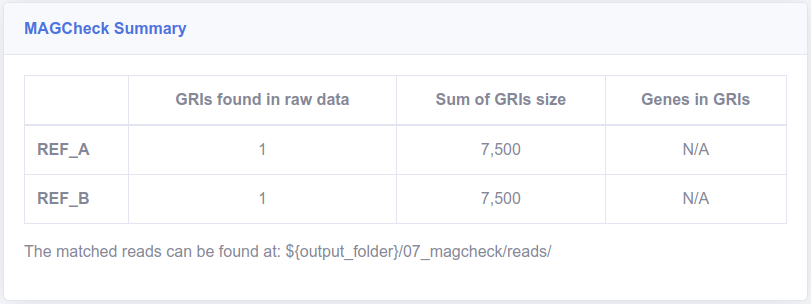 MAGCheck Summary
GRIs found in raw data Sum of GRIs size Genes in GRIs
REF_A 1 7,500 N/A
REF_B 1 7,500 N/A
The matched reads can be found at: ${output_folder}/07_magcheck/reads/